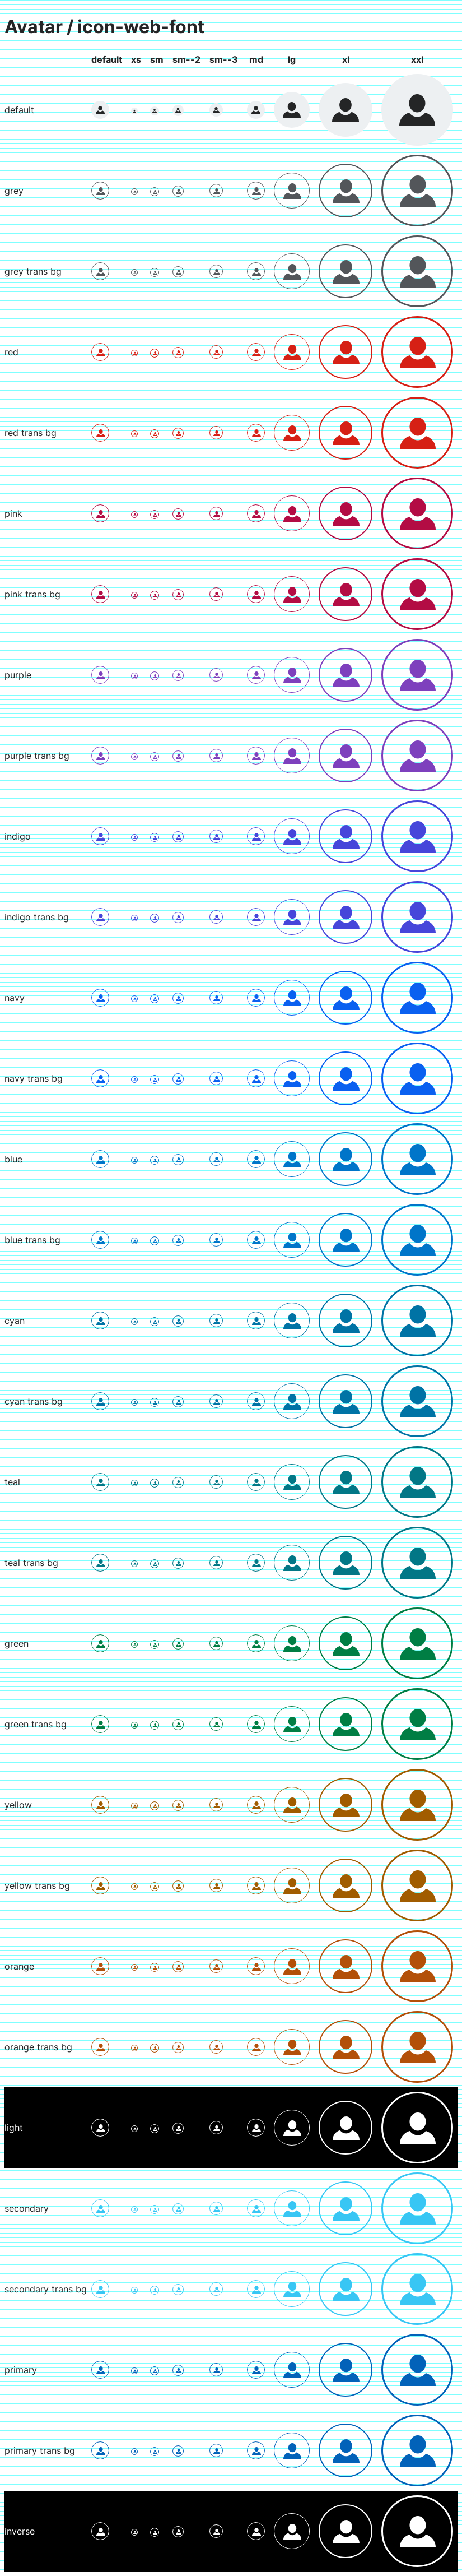 Avatar / icon-web-font
default xs sm sm--2 sm--3 md lg xl xxl
default
grey
grey trans bg
red
red trans bg
pink
pink trans bg
purple
purple trans bg
indigo
indigo trans bg
navy
navy trans bg
blue
blue trans bg
cyan
cyan trans bg
teal
teal trans bg
green
green trans bg
yellow
yellow trans bg
orange
orange trans bg
light
secondary
secondary trans bg
primary
primary trans bg
inverse